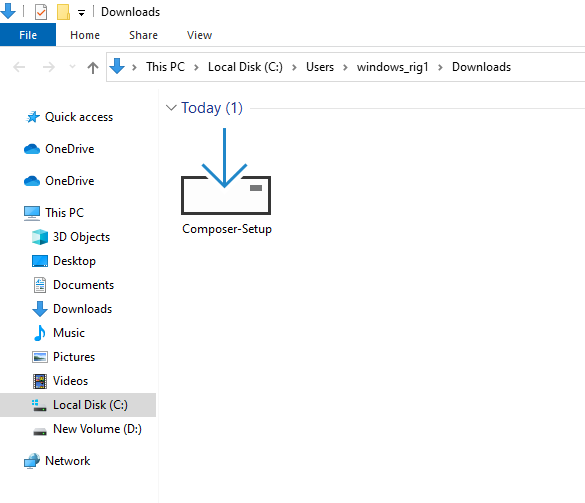 Downloads
File Home Share View
This PC Local Disk (C:) Users windows_rig1 Downloads
Quick access
OneDrive
OneDrive
This PC
3D Objects
Desktop
Documents
Downloads
Music
Pictures
Videos
Local Disk (C:)
New Volume (D:)
Network
Today (1)
Composer-Setup